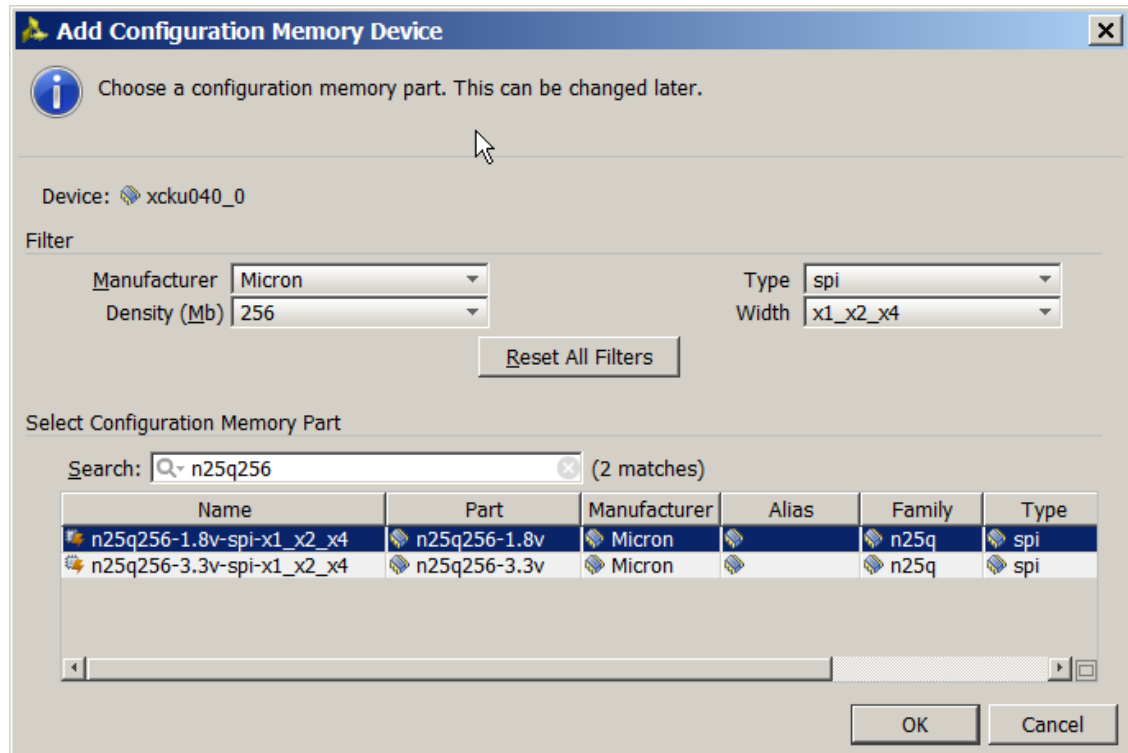 Add Configuration Memory Device
Choose a configuration memory part. This can be changed later.
Device: xcku040_0
Filter
Manufacturer Micron Type spi
Density (Mb) 256 Width x1_x2_x4
Reset All Filters
Select Configuration Memory Part
Search: n25q256 (2 matches)
Name Part Manufacturer Alias Family Type
n25q256-1.8v-spi-x1_x2_x4 n25q256-1.8v Micron n25q spi
n25q256-3.3v-spi-x1_x2_x4 n25q256-3.3v Micron n25q spi
OK Cancel